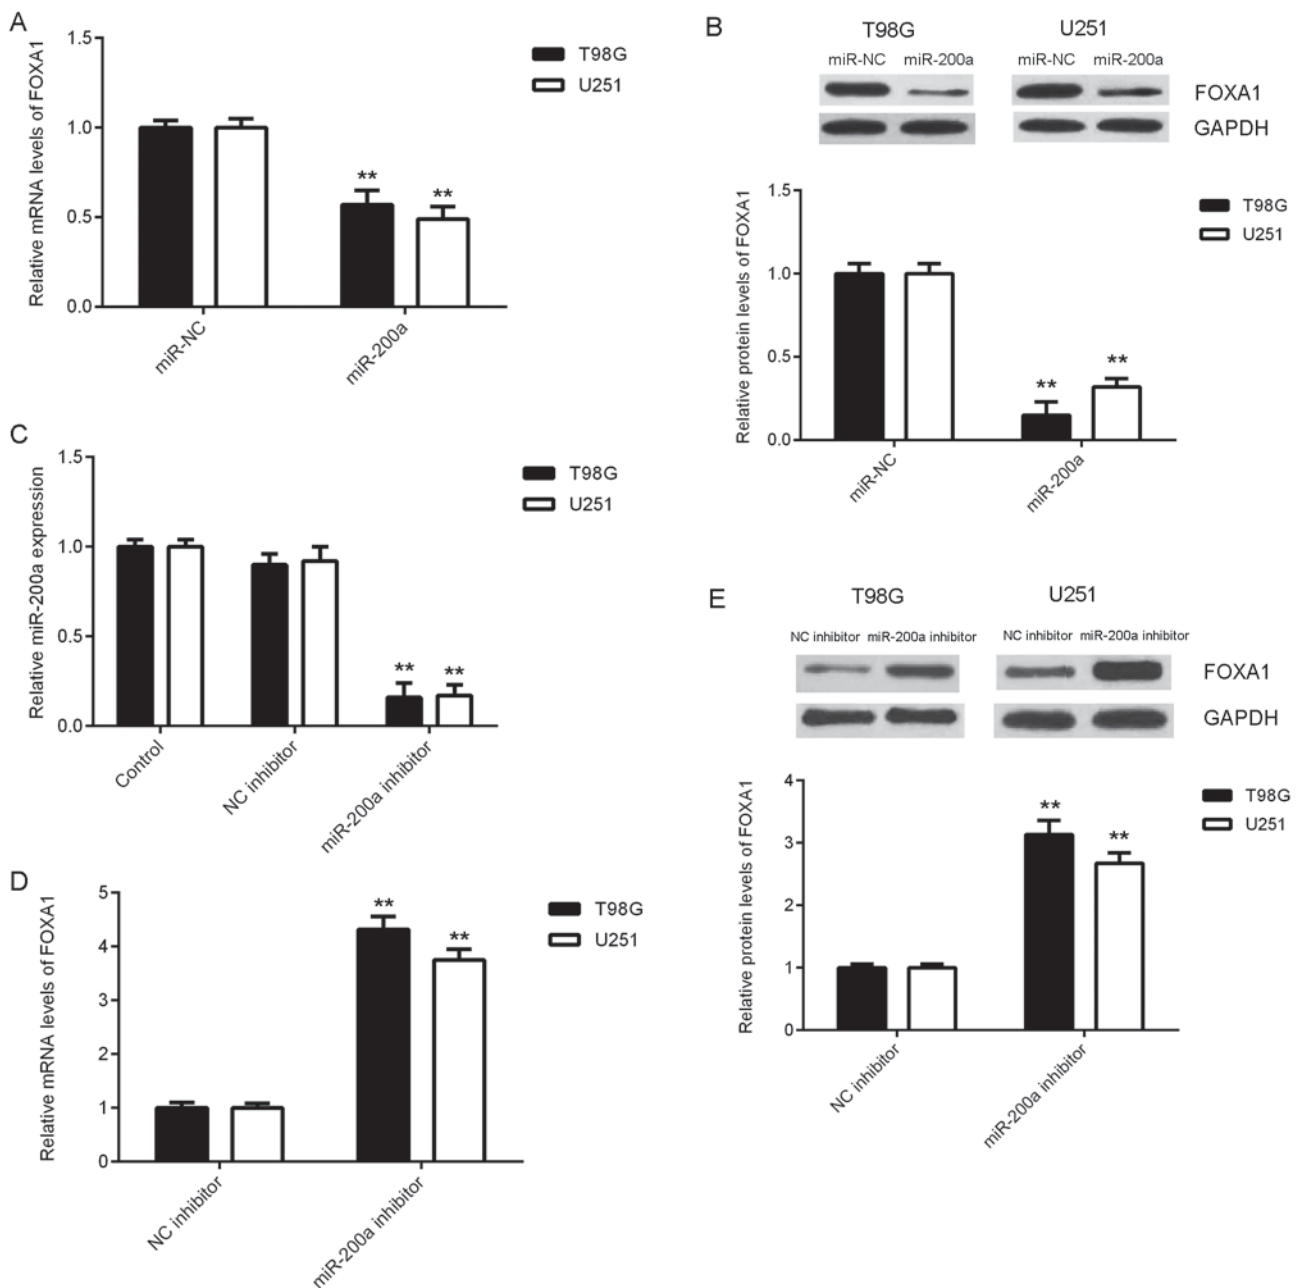 A
Relative mRNA levels of FOXA1
1.5
1.0
0.5
0.0
**
**
miR-NC
miR-200a
T98G
U251
B
T98G
U251
miR-NC
miR-200a
miR-NC
miR-200a
FOXA1
GAPDH
Relative protein levels of FOXA1
1.5
1.0
0.5
0.0
**
**
miR-NC
miR-200a
T98G
U251
C
Relative miR-200a expression
1.5
1.0
0.5
0.0
**
**
Control
NC inhibitor
miR-200a inhibitor
T98G
U251
D
Relative mRNA levels of FOXA1
5
4
3
2
1
0
**
**
NC inhibitor
miR-200a inhibitor
T98G
U251
E
T98G
U251
NC inhibitor
miR-200a inhibitor
NC inhibitor
miR-200a inhibitor
FOXA1
GAPDH
Relative protein levels of FOXA1
4
3
2
1
0
**
**
NC inhibitor
miR-200a inhibitor
T98G
U251